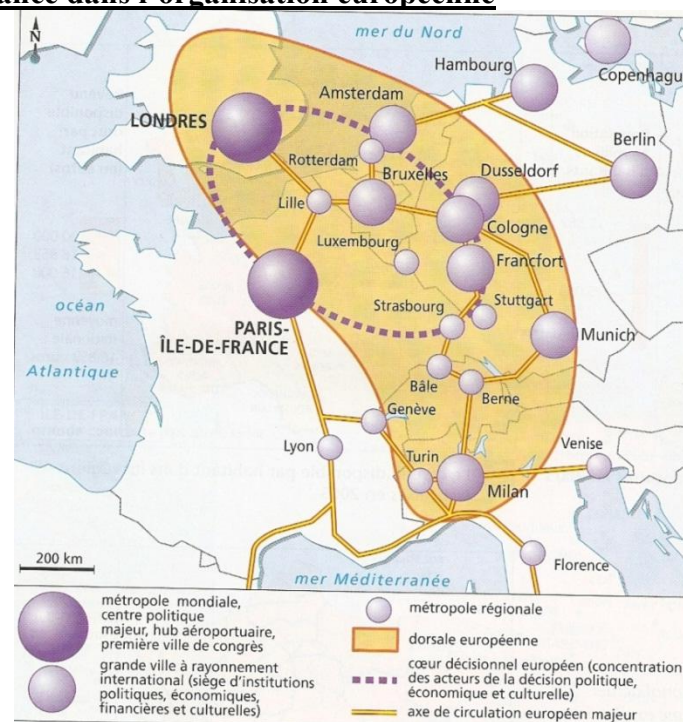 ance dans l'organisation européenne
N
mer du Nord
Hambourg
Copenhagu
Amsterdam
LONDRES
Berlin
Rotterdam
Dusseldorf
Bruxelles
Lille
Cologne
Luxembourg
Francfort
océan
Strasbourg
Stuttgart
PARIS-
ÎLE-DE-FRANCE
Munich
Atlantique
Bâle
Berne
Genève
Lyon
Turin
Venise
Milan
200 km
Florence
mer Méditerranée
métropole mondiale,
centre politique
majeur, hub aéroportuaire,
première ville de congrès
grande ville à rayonnement
international (siège d'institutions
politiques, économiques,
financières et culturelles)
métropole régionale
dorsale européenne
cœur décisionnel européen (concentration
des acteurs de la décision politique,
économique et culturelle)
axe de circulation européen majeur